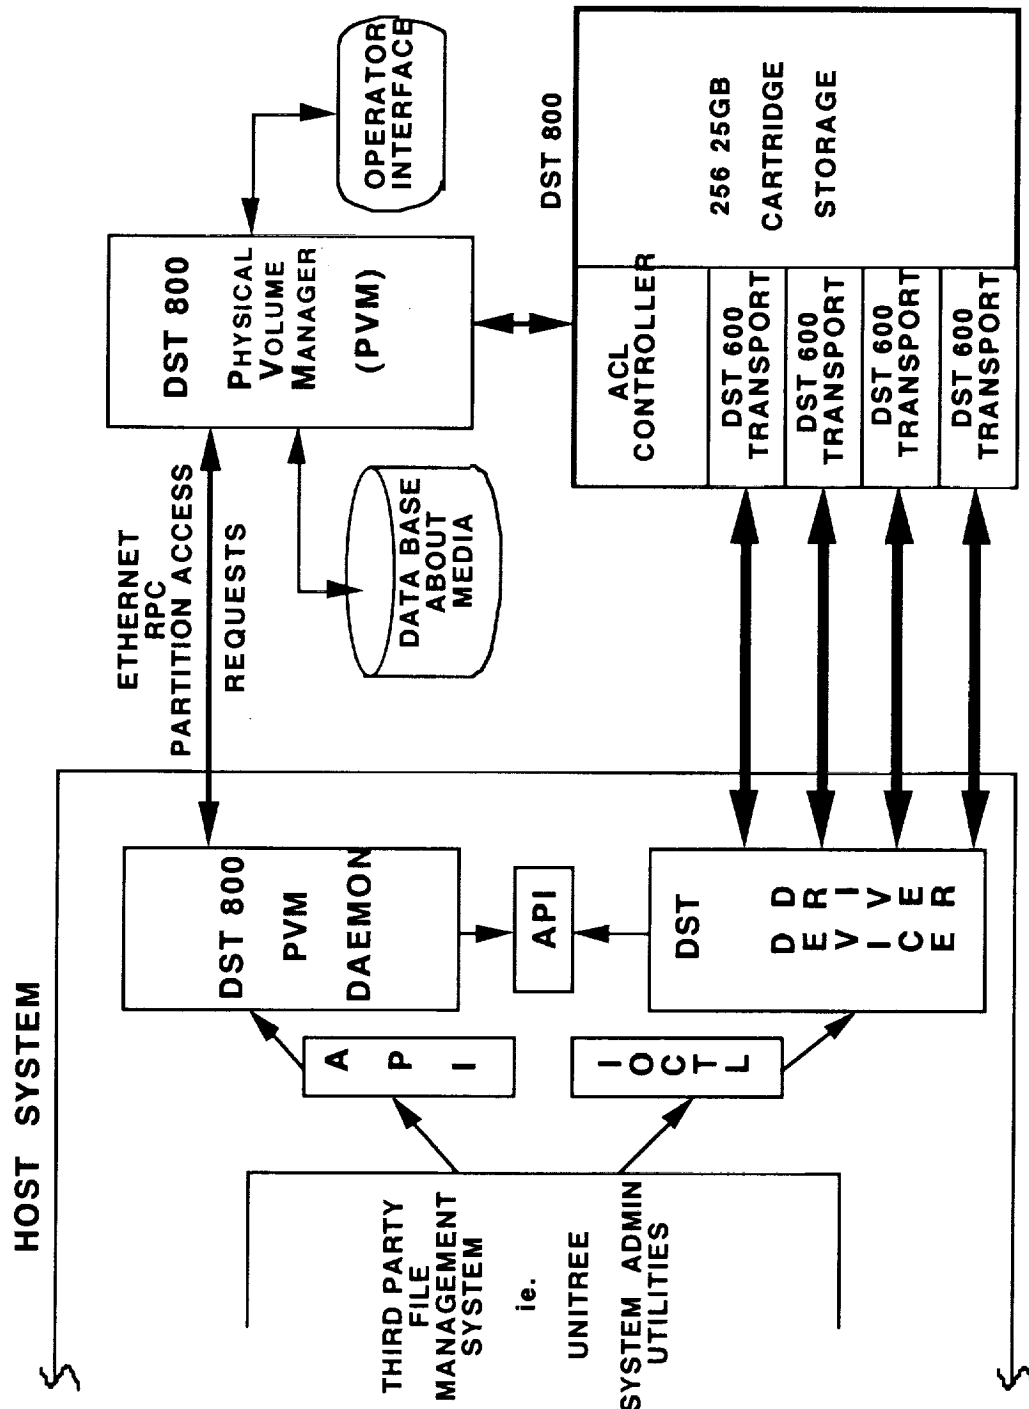 HOST SYSTEM
THIRD PARTY
FILE
MANAGEMENT
SYSTEM
ie.
UNITREE
SYSTEM ADMIN
UTILITIES
A
P
I
I
O
C
T
L
DST 800
PVM
DAEMON
API
DST
D D
E R
V I
I V
C E
E R
ETHERNET
RPC
PARTITION ACCESS
REQUESTS
DATA BASE
ABOUT
MEDIA
DST 800
PHYSICAL
VOLUME
MANAGER
(PVM)
OPERATOR
INTERFACE
DST 800
ACL
CONTROLLER
DST 600
TRANSPORT
DST 600
TRANSPORT
DST 600
TRANSPORT
DST 600
TRANSPORT
256 25GB
CARTRIDGE
STORAGE